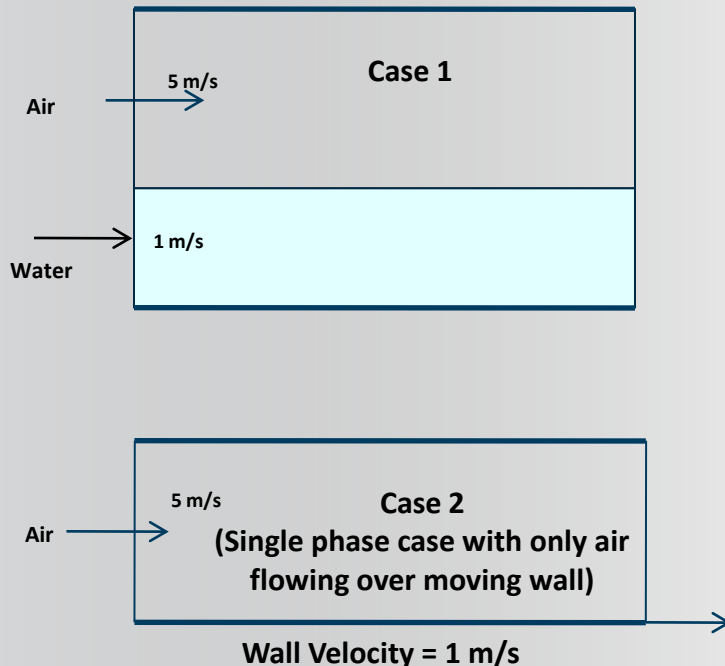 Case 1
5 m/s
Air
1 m/s
Water
5 m/s
Case 2
Air
(Single phase case with only air
flowing over moving wall)
Wall Velocity = 1 m/s